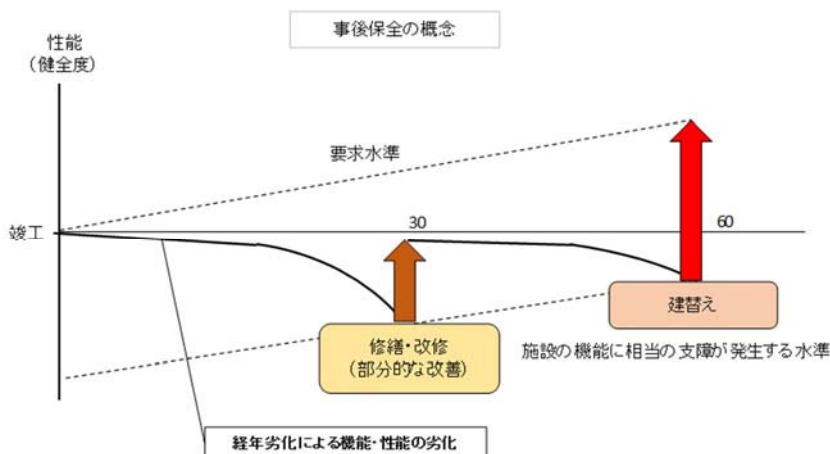 事後保全の概念
性能
(健全度)
要求水準
竣工
30
60
建替え
修繕・改修
(部分的な改善)
施設の機能に相当の支障が発生する水準
経年劣化による機能・性能の劣化